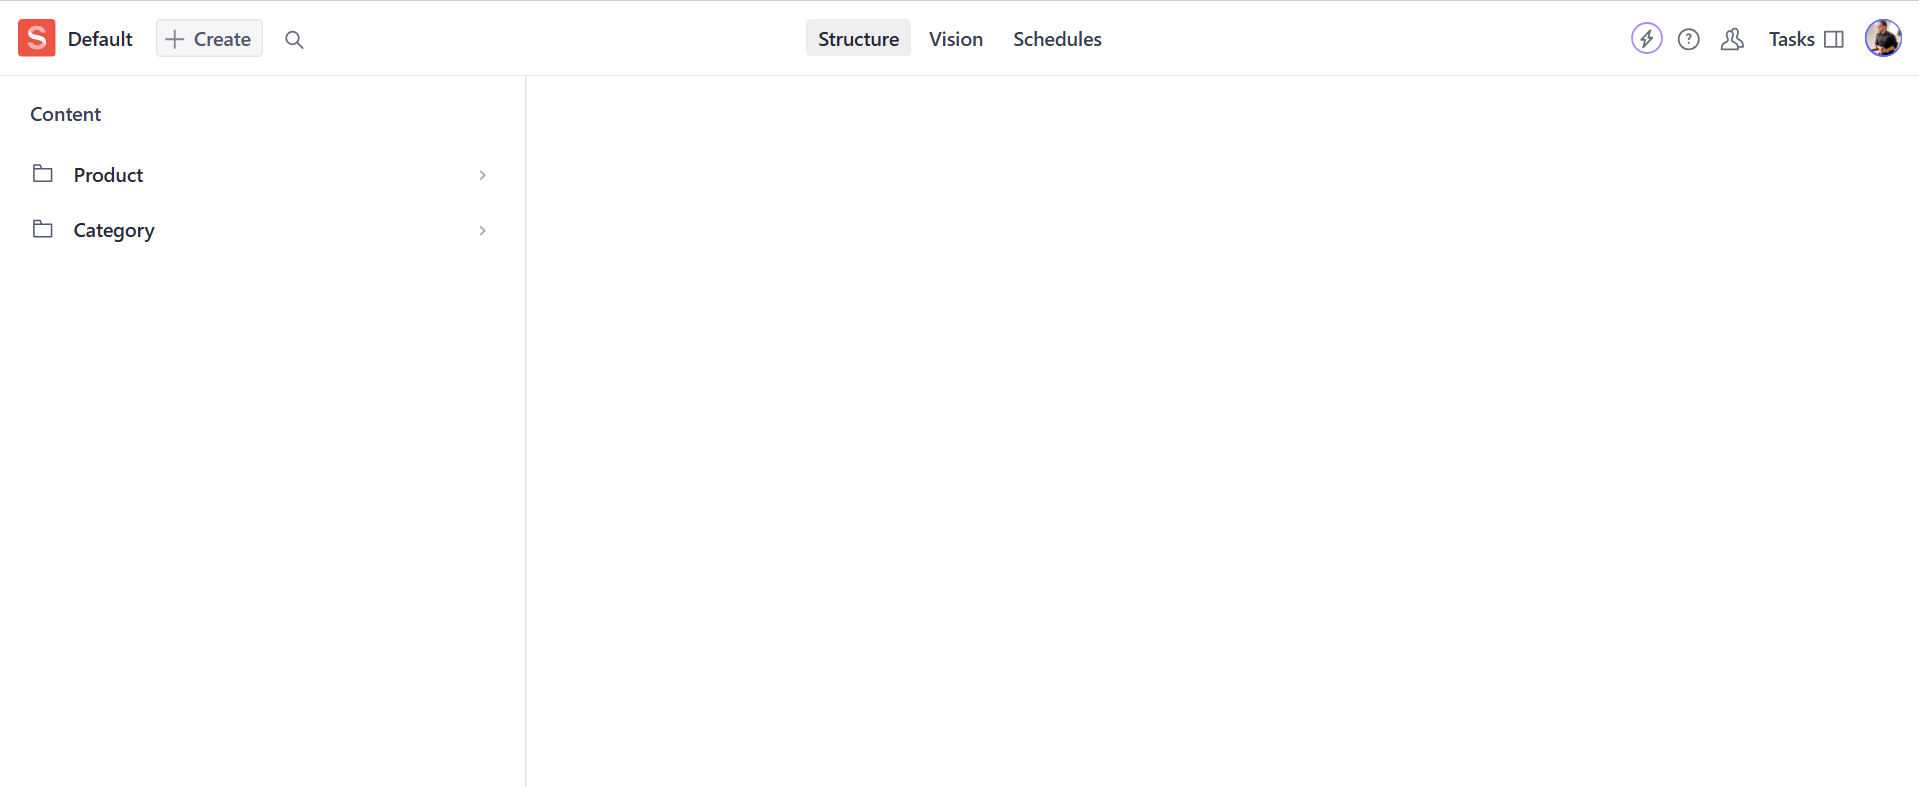 S Default + Create Structure Vision Schedules ? Tasks
Content
Product
Category